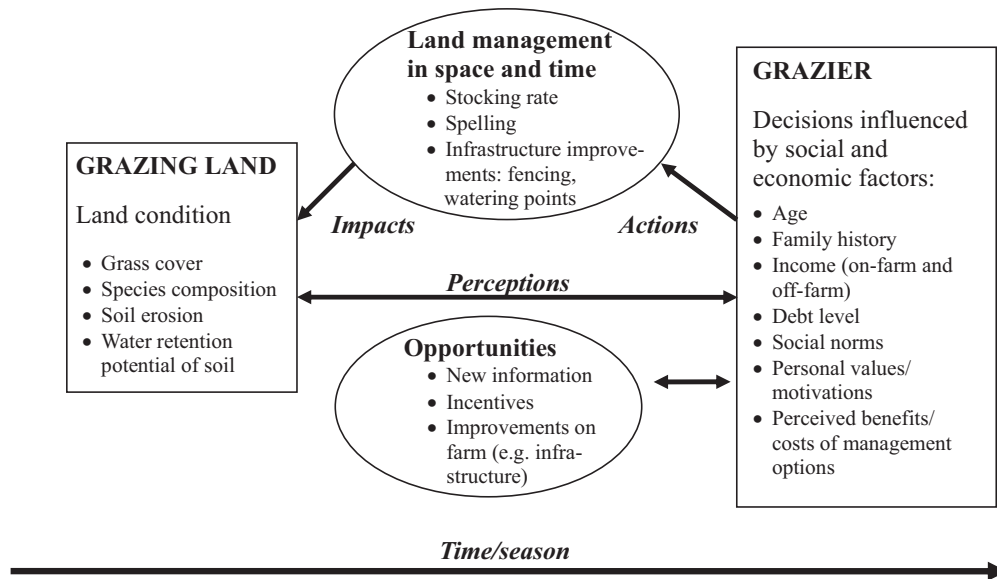 Land management
in space and time
• Stocking rate
• Spelling
• Infrastructure improve-
ments: fencing,
watering points
GRAZING LAND
Land condition
• Grass cover
• Species composition
• Soil erosion
• Water retention
potential of soil
GRAZIER
Decisions influenced
by social and
economic factors:
• Age
• Family history
• Income (on-farm and
off-farm)
• Debt level
• Social norms
• Personal values/
motivations
• Perceived benefits/
costs of management
options
Impacts
Actions
Perceptions
Opportunities
• New information
• Incentives
• Improvements on
farm (e.g. infra-
structure)
Time/season